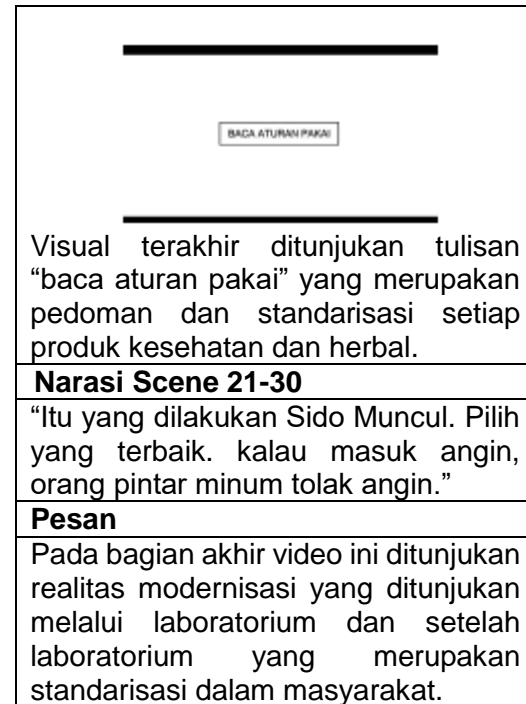 BACA ATURAN PAKAI
Visual terakhir ditunjukan tulisan
“baca aturan pakai” yang merupakan
pedoman dan standarisasi setiap
produk kesehatan dan herbal.
Narasi Scene 21-30
“Itu yang dilakukan Sido Muncul. Pilih
yang terbaik. kalau masuk angin,
orang pintar minum tolak angin.”
Pesan
Pada bagian akhir video ini ditunjukan
realitas modernisasi yang ditunjukan
melalui laboratorium dan setelah
laboratorium yang merupakan
standarisasi dalam masyarakat.